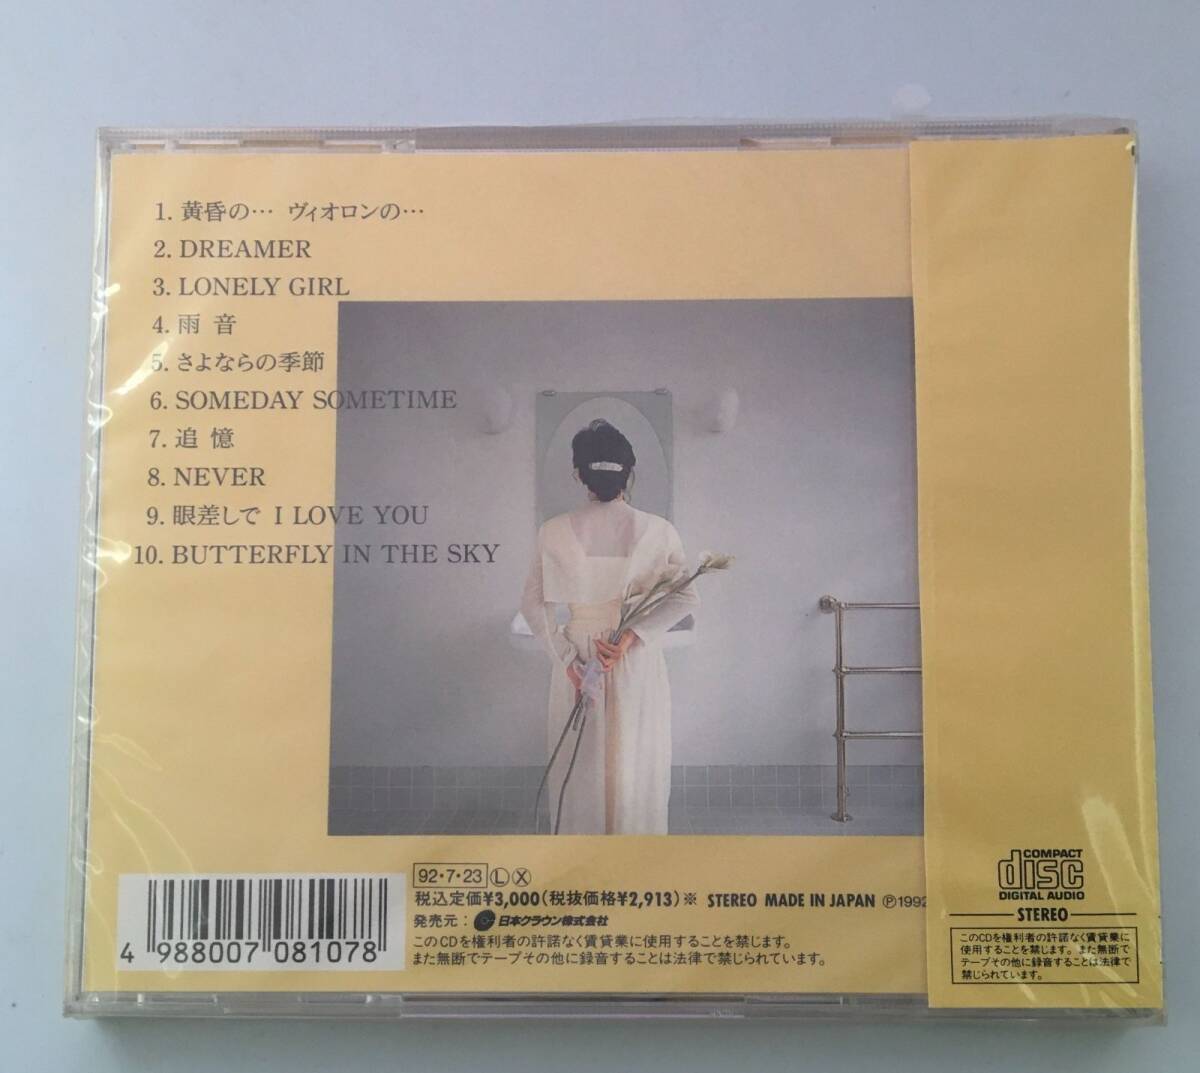 1. 黄昏の… ヴィオロンの…
2. DREAMER
3. LONELY GIRL
4. 雨 音
5. さよならの季節
6. SOMEDAY SOMETIME
7. 追 憶
8. NEVER
9. 眼差しで I LOVE YOU
10. BUTTERFLY IN THE SKY
92・7・23 Ⓛ Ⓧ
税込定価¥3,000(税抜価格¥2,913)※ STEREO MADE IN JAPAN Ⓟ1992
発売元: 日本クラウン株式会社
このCDを権利者の許諾なく賃貸業に使用することを禁じます。
また無断でテープその他に録音することは法律で禁じられています。
4 988007 081078
COMPACT
disc
DIGITAL AUDIO
STEREO
このCDを権利者の許諾なく賃貸業に
使用することを禁じます。また無断で
テープその他に録音することは法律で
禁じられています。